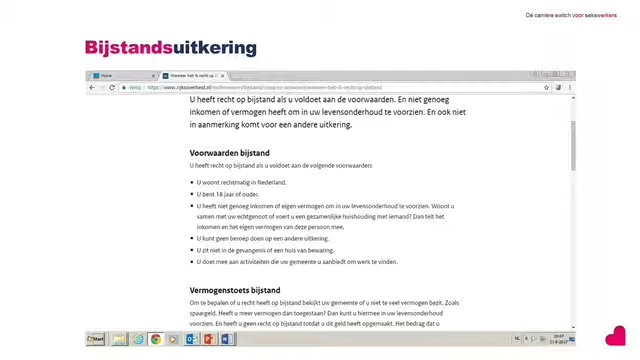 Dé carrière switch voor sekswerkers
Bijstandsuitkering
Home
Wanneer heb ik recht op
Veilig
U heeft recht op bijstand als u voldoet aan de voorwaarden. En niet genoeg
inkomen of vermogen heeft om in uw levensonderhoud te voorzien. En ook niet
in aanmerking komt voor een andere uitkering.
Voorwaarden bijstand
U heeft recht op bijstand als u voldoet aan de volgende voorwaarden:
U woont rechtmatig in Nederland.
U bent 18 jaar of ouder.
U heeft niet genoeg inkomen of eigen vermogen om in uw levensonderhoud te voorzien. Woont u
samen met uw echtgenoot of voert u een gezamenlijke huishouding met iemand? Dan telt het
inkomen en het eigen vermogen van deze persoon mee.
U kunt geen beroep doen op een andere uitkering.
U zit niet in de gevangenis of een huis van bewaring.
U doet mee aan activiteiten die uw gemeente u aanbiedt om werk te vinden.
Vermogenstoets bijstand
Om te bepalen of u recht heeft op bijstand bekijkt uw gemeente of u niet te veel vermogen bezit. Zoals
spaargeld. Heeft u meer vermogen dan toegestaan? Dan kunt u hiermee in uw levensonderhoud
voorzien. En heeft u geen recht op bijstand totdat u dit geld heeft opgemaakt. Het bedrag dat u
Start
NL